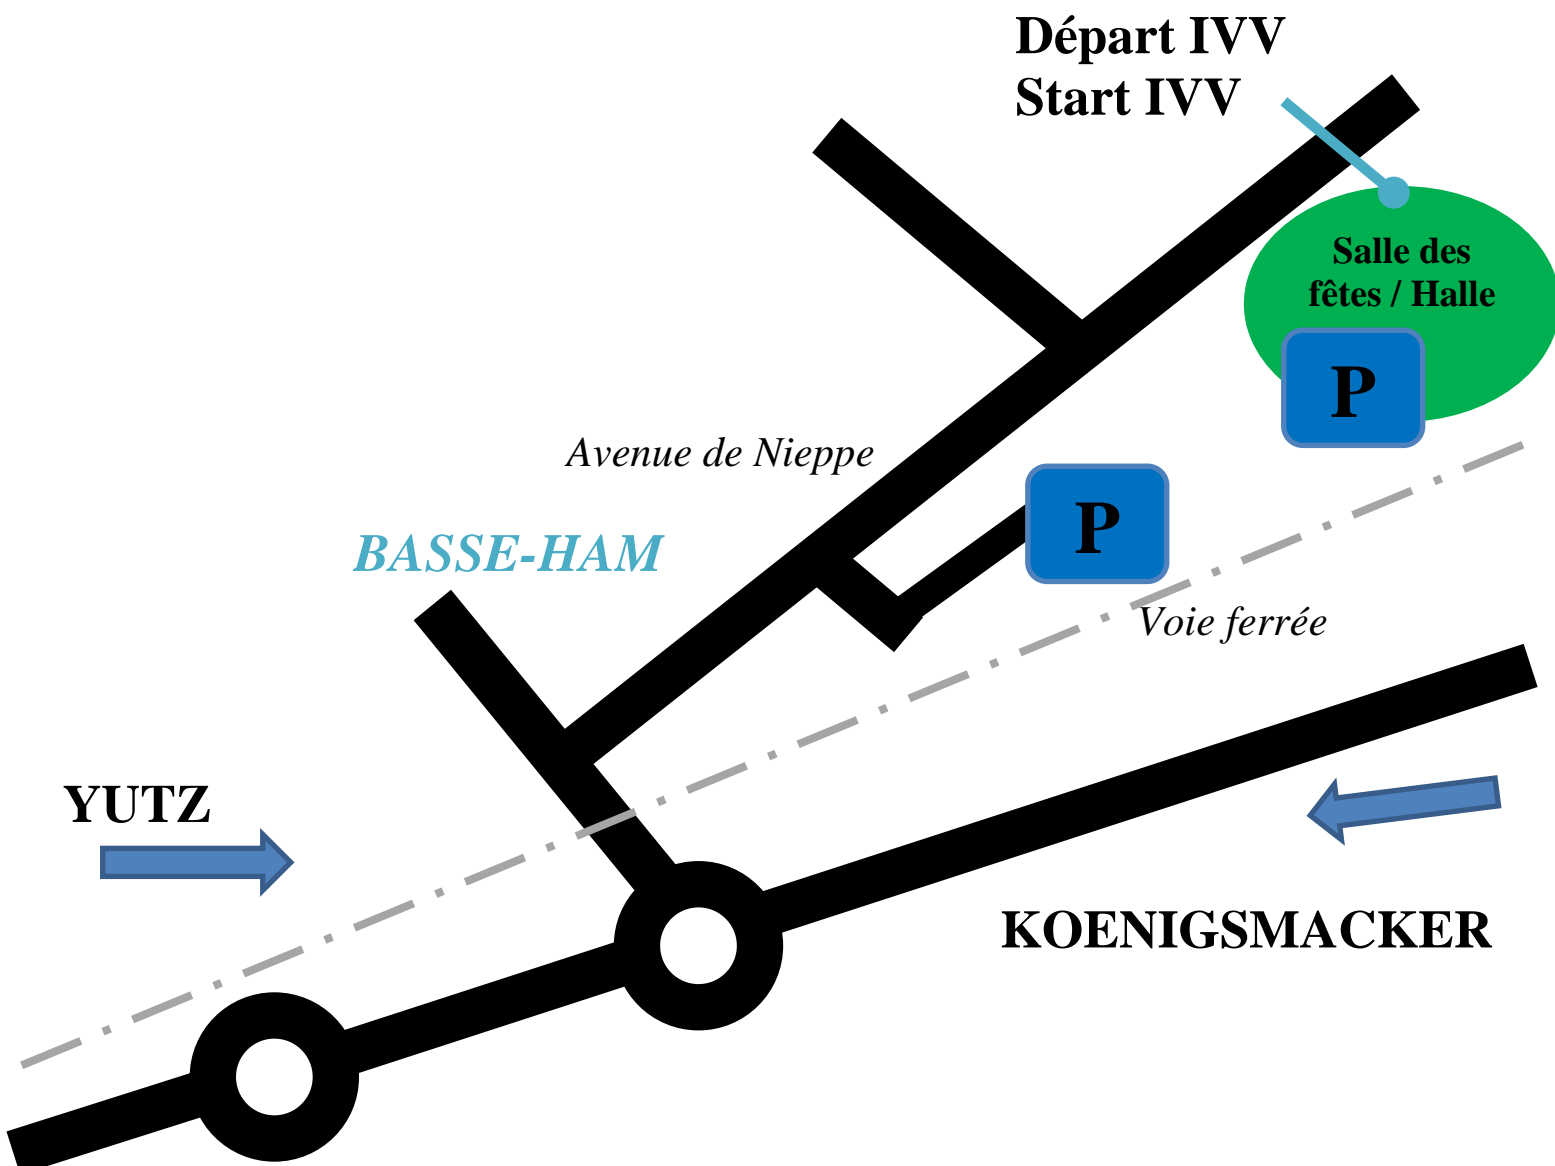 Départ IVV
Start IVV
Salle des
fêtes / Halle
P
Avenue de Nieppe
P
BASSE-HAM
Voie ferrée
YUTZ
KOENIGSMACKER